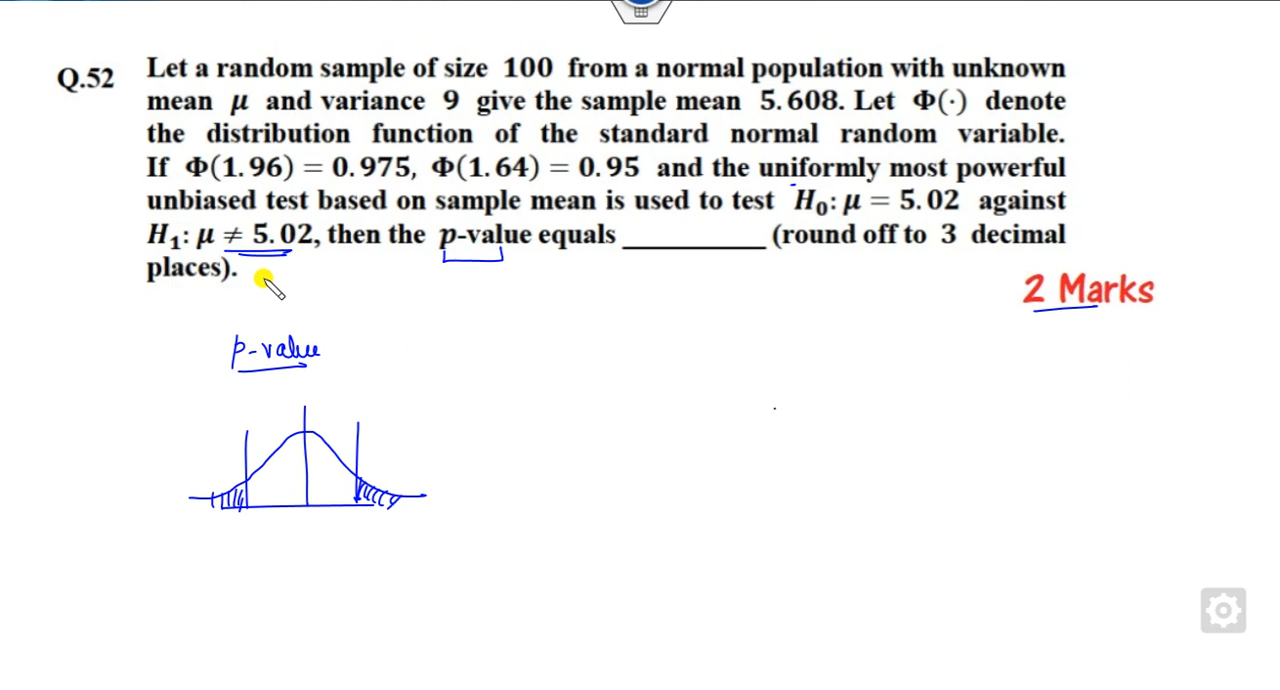 Q.52 Let a random sample of size 100 from a normal population with unknown
mean μ and variance 9 give the sample mean 5.608. Let Φ(·) denote
the distribution function of the standard normal random variable.
If Φ(1.96) = 0.975, Φ(1.64) = 0.95 and the uniformly most powerful
unbiased test based on sample mean is used to test H₀: μ = 5.02 against
H₁: μ ≠ 5.02, then the p-value equals __________ (round off to 3 decimal
places).
2 Marks
p-value